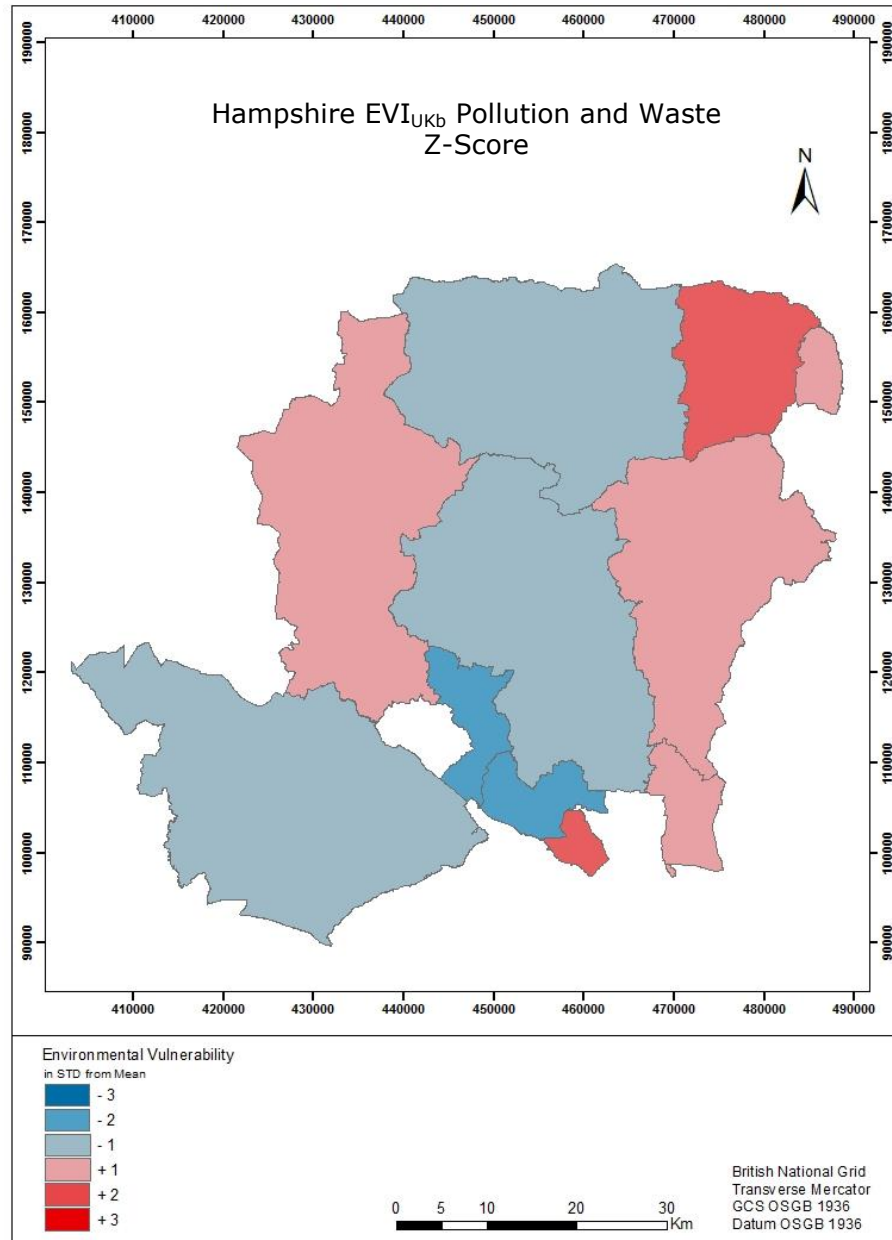 410000 420000 430000 440000 450000 460000 470000 480000 490000
190000 190000
Hampshire EVIUKb Pollution and Waste
Z-Score
180000 180000
N
170000 170000
160000 160000
150000 150000
140000 140000
130000 130000
120000 120000
110000 110000
100000 100000
90000 90000
410000 420000 430000 440000 450000 460000 470000 480000 490000
Environmental Vulnerability
in STD from Mean
- 3
- 2
- 1
+ 1
+ 2
+ 3
0 5 10 20 30
Km
British National Grid
Transverse Mercator
GCS OSGB 1936
Datum OSGB 1936